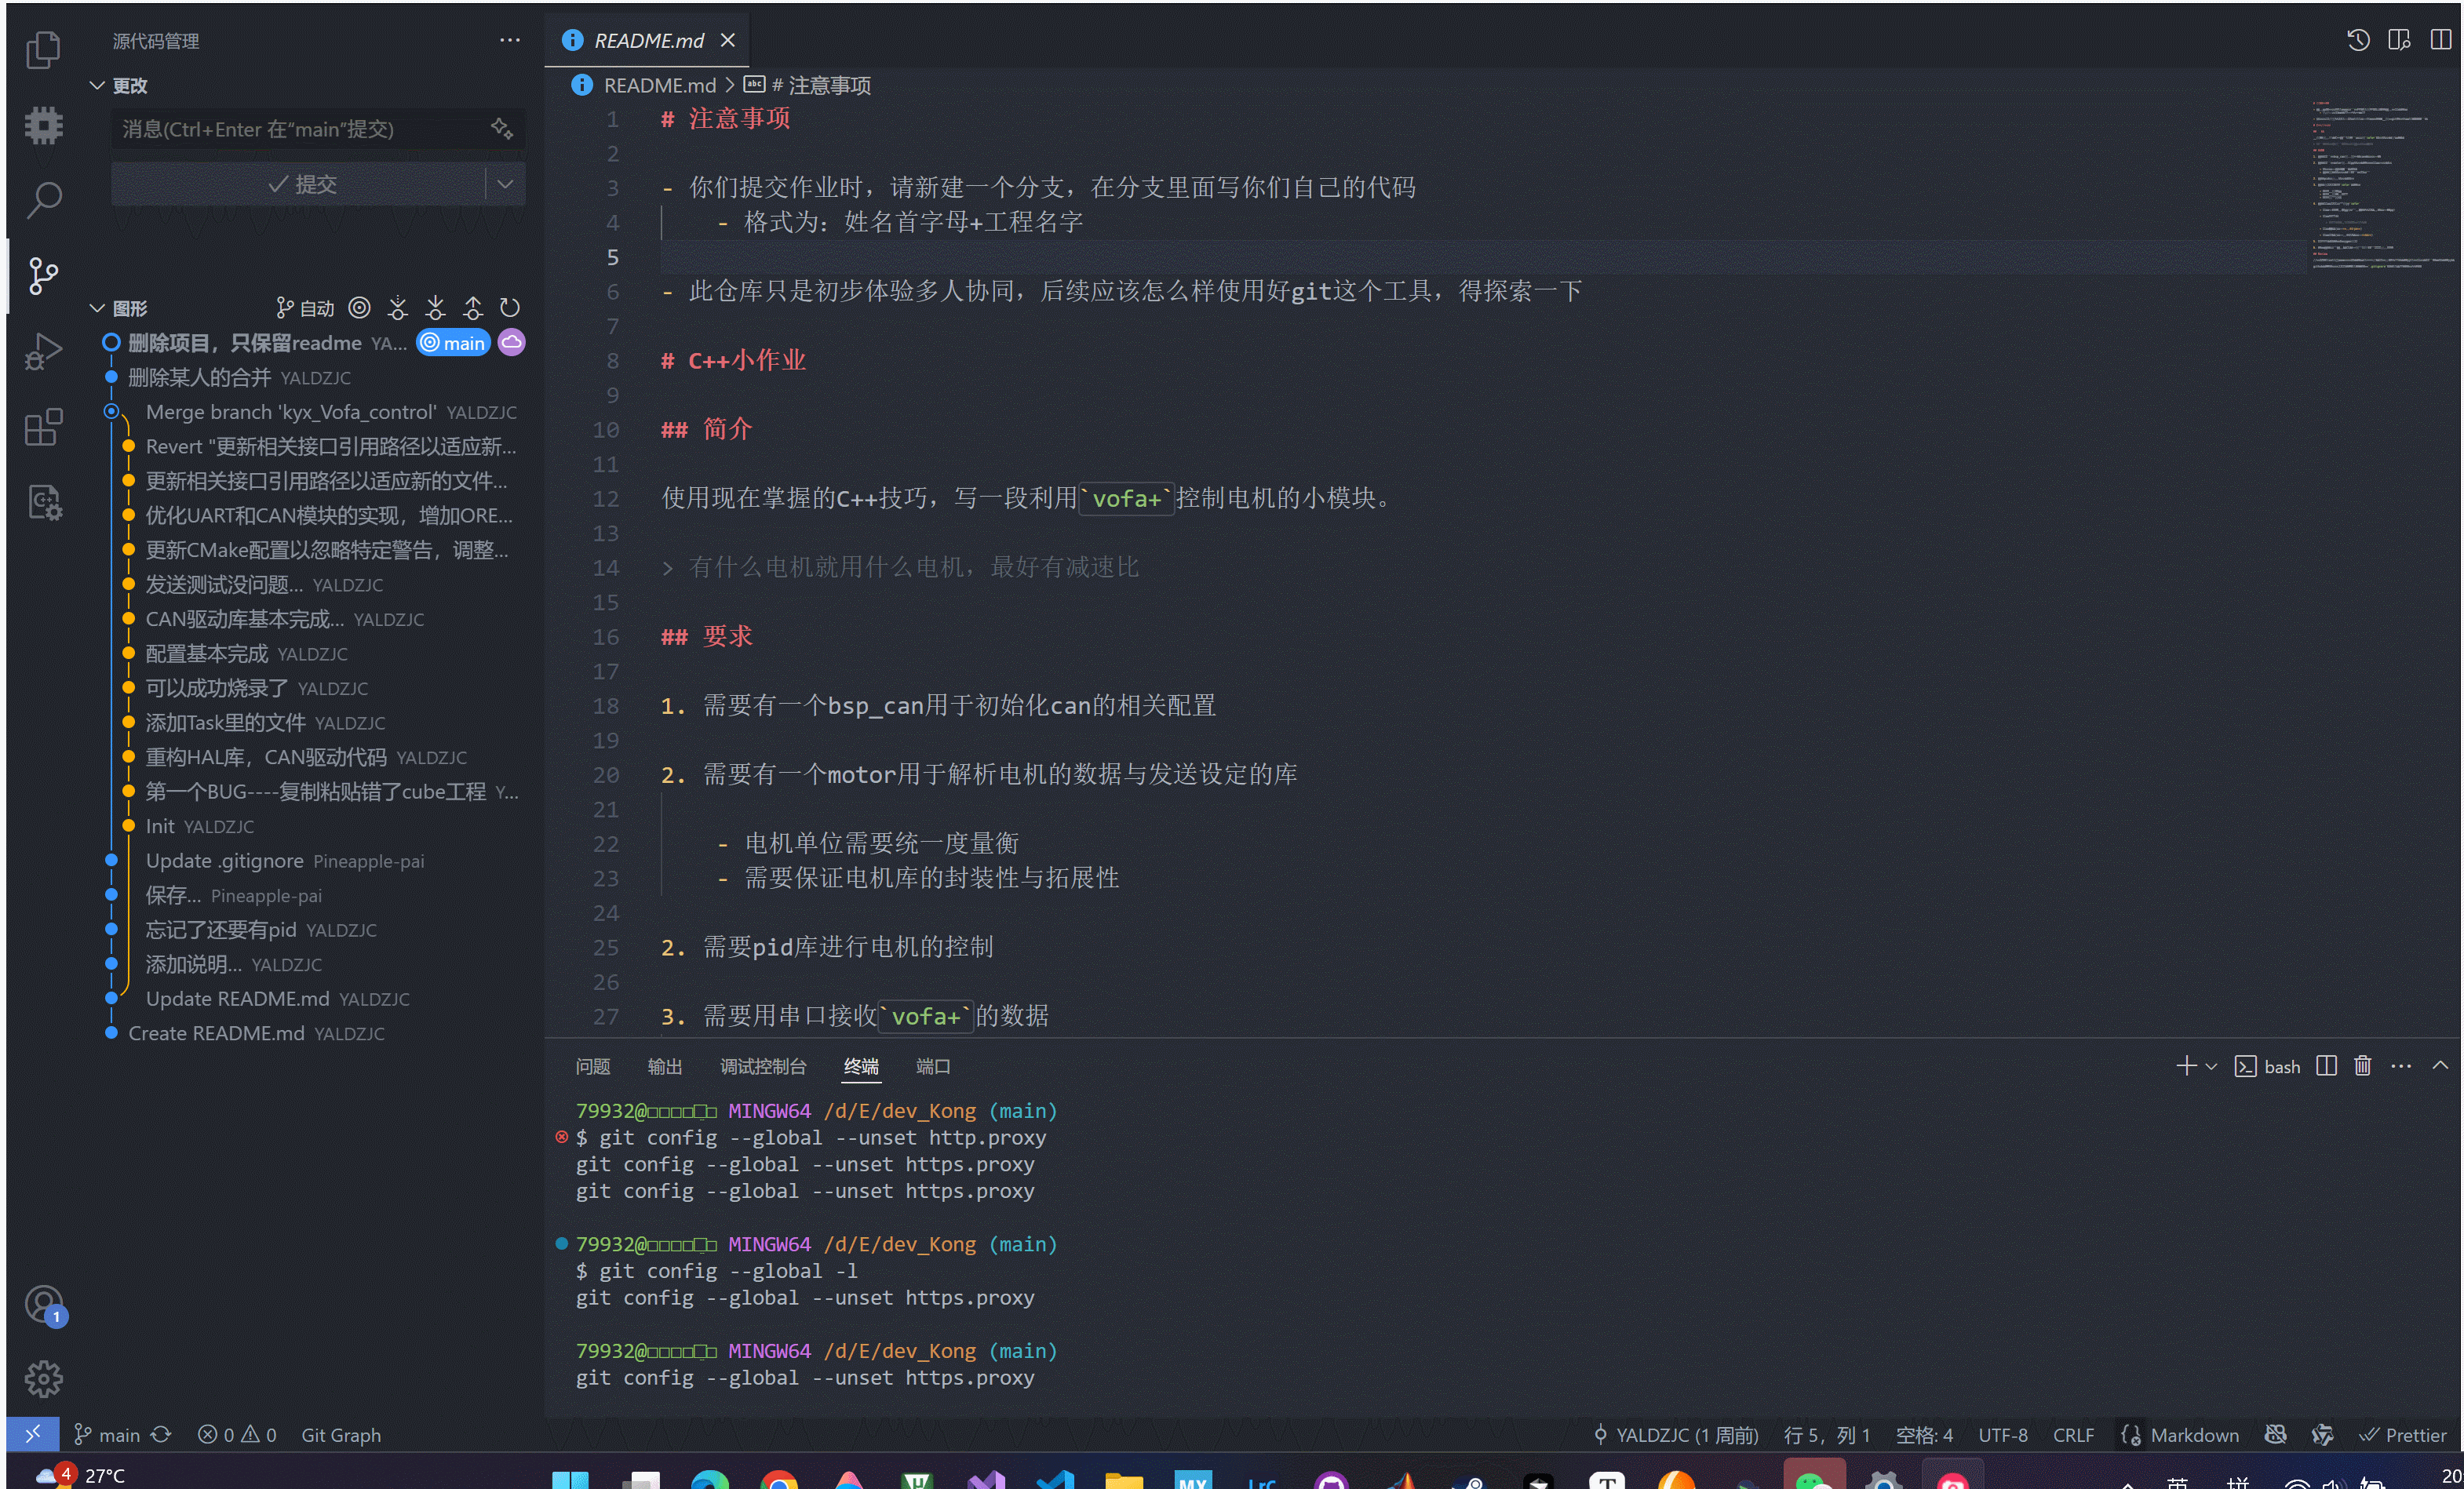 源代码管理
更改
消息(Ctrl+Enter 在“main”提交)
提交
图形
自动
删除项目，只保留readme YA... main
删除某人的合并 YALDZJC
Merge branch 'kyx_Vofa_control' YALDZJC
Revert "更新相关接口引用路径以适应新...
更新相关接口引用路径以适应新的文件...
优化UART和CAN模块的实现，增加ORE...
更新CMake配置以忽略特定警告，调整...
发送测试没问题... YALDZJC
CAN驱动库基本完成... YALDZJC
配置基本完成 YALDZJC
可以成功烧录了 YALDZJC
添加Task里的文件 YALDZJC
重构HAL库，CAN驱动代码 YALDZJC
第一个BUG----复制粘贴错了cube工程 Y...
Init YALDZJC
Update .gitignore Pineapple-pai
保存... Pineapple-pai
忘记了还要有pid YALDZJC
添加说明... YALDZJC
Update README.md YALDZJC
Create README.md YALDZJC
1
README.md
README.md > # 注意事项
1 # 注意事项
2
3 - 你们提交作业时，请新建一个分支，在分支里面写你们自己的代码
4 - 格式为：姓名首字母+工程名字
5
6 - 此仓库只是初步体验多人协同，后续应该怎么样使用好git这个工具，得探索一下
7
8 # C++小作业
9
10 ## 简介
11
12 使用现在掌握的C++技巧，写一段利用`vofa+`控制电机的小模块。
13
14 > 有什么电机就用什么电机，最好有减速比
15
16 ## 要求
17
18 1. 需要有一个bsp_can用于初始化can的相关配置
19
20 2. 需要有一个motor用于解析电机的数据与发送设定的库
21
22 - 电机单位需要统一度量衡
23 - 需要保证电机库的封装性与拓展性
24
25 2. 需要pid库进行电机的控制
26
27 3. 需要用串口接收`vofa+`的数据
问题 输出 调试控制台 终端 端口
bash
79932@□□□□□□ MINGW64 /d/E/dev_Kong (main)
$ git config --global --unset http.proxy
git config --global --unset https.proxy
git config --global --unset https.proxy
79932@□□□□□□ MINGW64 /d/E/dev_Kong (main)
$ git config --global -l
git config --global --unset https.proxy
79932@□□□□□□ MINGW64 /d/E/dev_Kong (main)
git config --global --unset https.proxy
main 0 0 Git Graph
YALDZJC (1 周前) 行 5，列 1 空格: 4 UTF-8 CRLF Markdown Prettier
4 27°C
MX
Lrc
T
英 拼
20